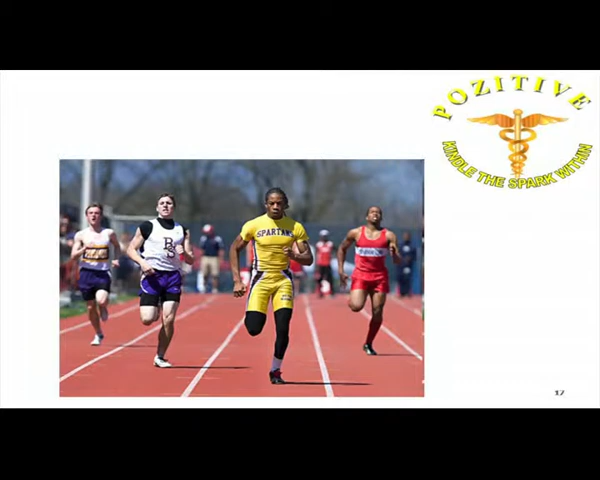 POZITIVE
KINDLE THE SPARK WITHIN
SPARTANS
B
S
17